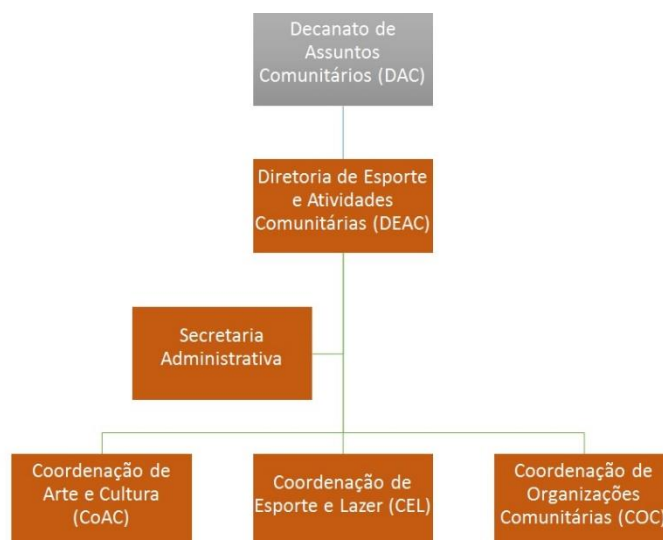 Decanato de
Assuntos
Comunitários (DAC)
Diretoria de Esporte
e Atividades
Comunitárias (DEAC)
Secretaria
Administrativa
Coordenação de
Arte e Cultura
(CoAC)
Coordenação de
Esporte e Lazer (CEL)
Coordenação de
Organizações
Comunitárias (COC)